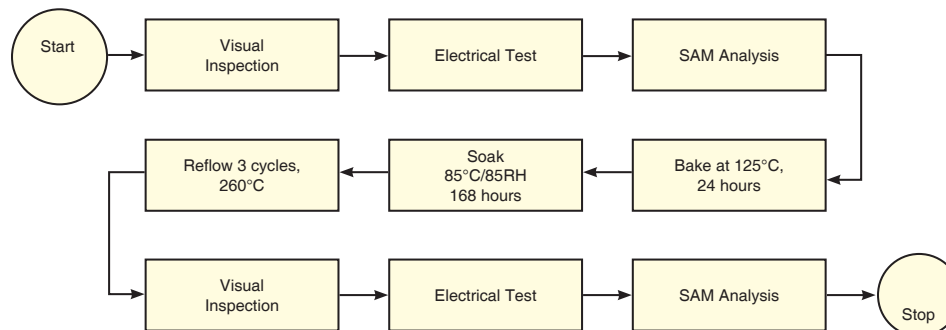 Start
Visual
Inspection
Electrical Test
SAM Analysis
Bake at 125°C,
24 hours
Soak
85°C/85RH
168 hours
Reflow 3 cycles,
260°C
Visual
Inspection
Electrical Test
SAM Analysis
Stop